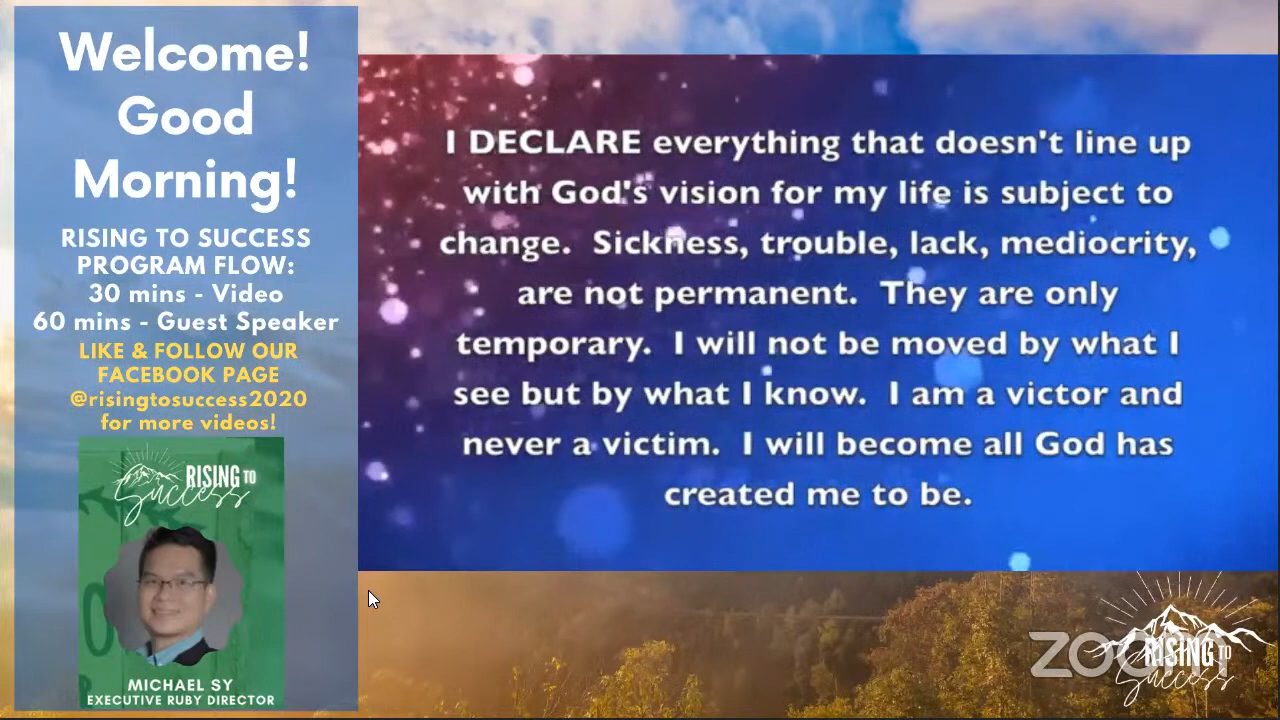 Welcome!
Good
Morning!
RISING TO SUCCESS
PROGRAM FLOW:
30 mins - Video
60 mins - Guest Speaker
LIKE & FOLLOW OUR
FACEBOOK PAGE
@risingtosuccess2020
for more videos!
RISING TO
Success
MICHAEL SY
EXECUTIVE RUBY DIRECTOR
I DECLARE everything that doesn't line up
with God's vision for my life is subject to
change.  Sickness, trouble, lack, mediocrity,
are not permanent.  They are only
temporary.  I will not be moved by what I
see but by what I know.  I am a victor and
never a victim.  I will become all God has
created me to be.
zoom
RISING TO
Success